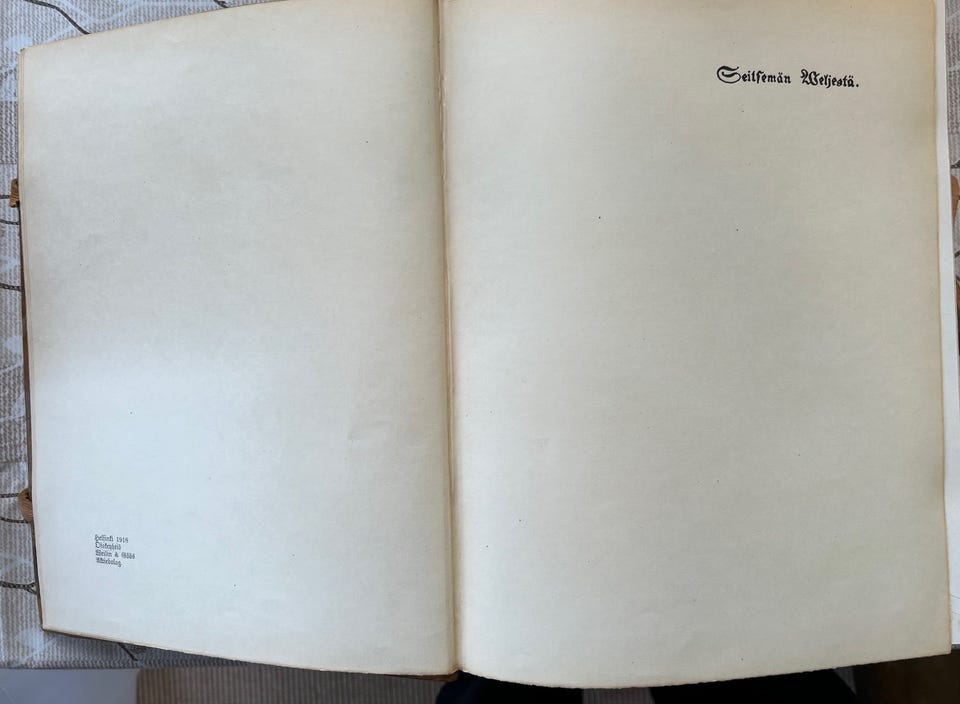 Helsinki 1918
Osakeyhtiö
Weilin & Göös
Aktiebolag
Seitsemän Weljestä.